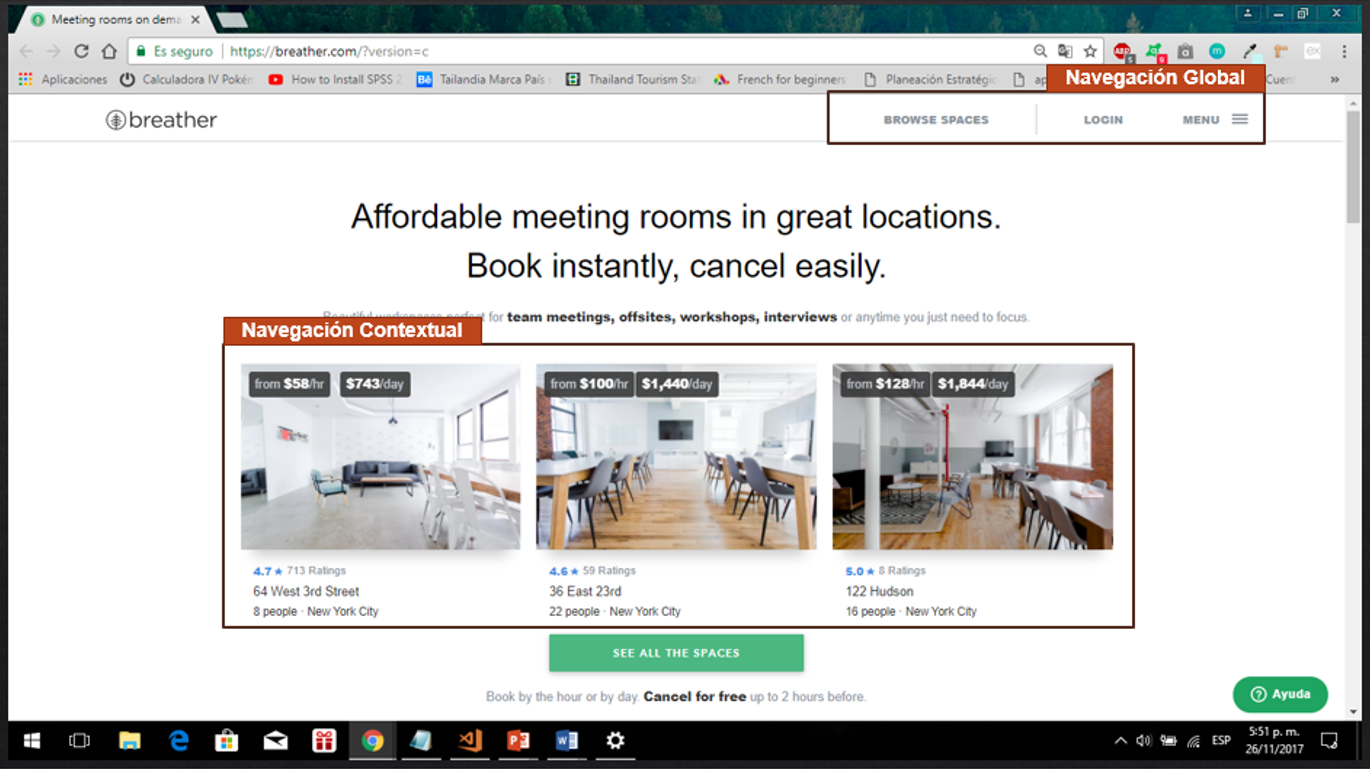 Meeting rooms on dema
Es seguro https://breather.com/?version=c
Aplicaciones Calculadora IV Pokém How to Install SPSS 2 Tailandia Marca País Thailand Tourism Stat French for beginners Planeación Estratégic ap Cuen
Navegación Global
breather BROWSE SPACES LOGIN MENU
Affordable meeting rooms in great locations.
Book instantly, cancel easily.
Beautiful workspaces perfect for team meetings, offsites, workshops, interviews or anytime you just need to focus.
Navegación Contextual
from $58/hr $743/day from $100/hr $1,440/day from $128/hr $1,844/day
4.7 ★ 713 Ratings 4.6 ★ 59 Ratings 5.0 ★ 8 Ratings
64 West 3rd Street 36 East 23rd 122 Hudson
8 people · New York City 22 people · New York City 16 people · New York City
SEE ALL THE SPACES
Book by the hour or by day. Cancel for free up to 2 hours before.
Ayuda
ESP 5:51 p. m.
26/11/2017